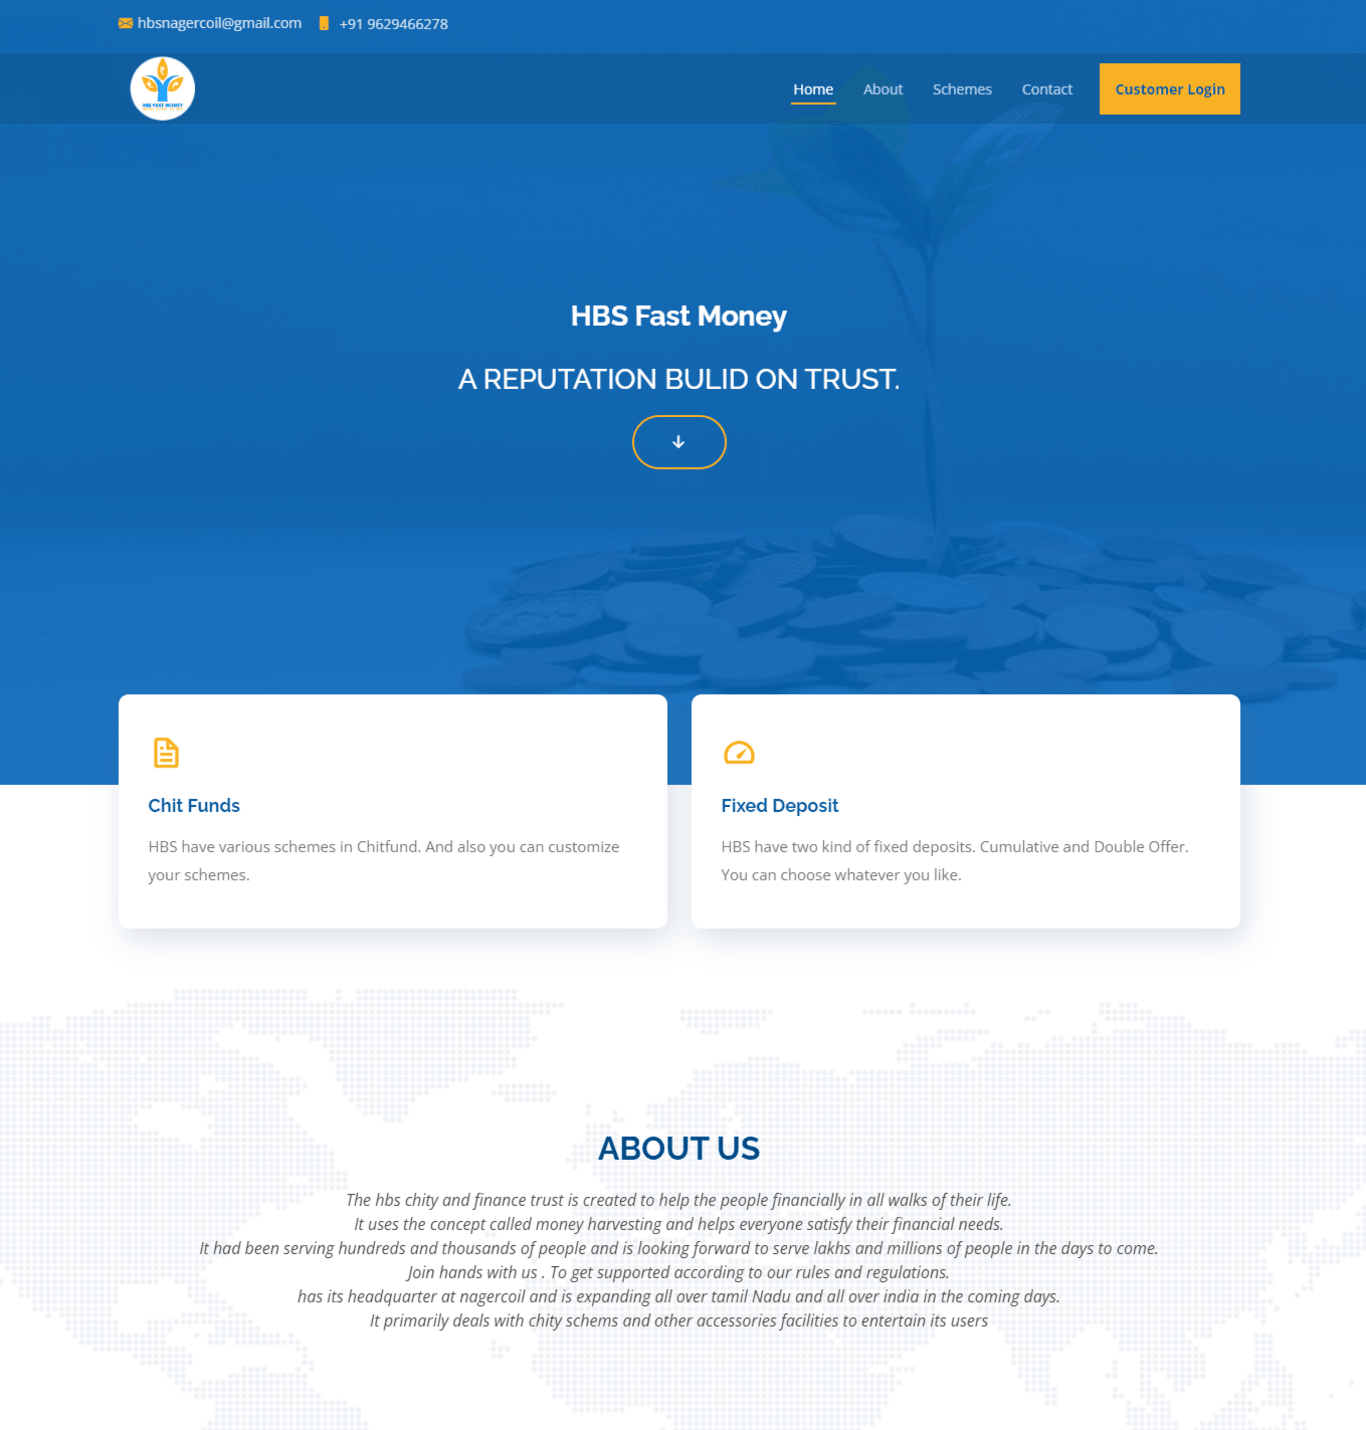 hbsnagercoil@gmail.com +91 9629466278
HBS FAST MONEY
Home About Schemes Contact Customer Login
HBS Fast Money
A REPUTATION BULID ON TRUST.
Chit Funds
HBS have various schemes in Chitfund. And also you can customize
your schemes.
Fixed Deposit
HBS have two kind of fixed deposits. Cumulative and Double Offer.
You can choose whatever you like.
ABOUT US
The hbs chity and finance trust is created to help the people financially in all walks of their life.
It uses the concept called money harvesting and helps everyone satisfy their financial needs.
It had been serving hundreds and thousands of people and is looking forward to serve lakhs and millions of people in the days to come.
Join hands with us . To get supported according to our rules and regulations.
has its headquarter at nagercoil and is expanding all over tamil Nadu and all over india in the coming days.
It primarily deals with chity schems and other accessories facilities to entertain its users